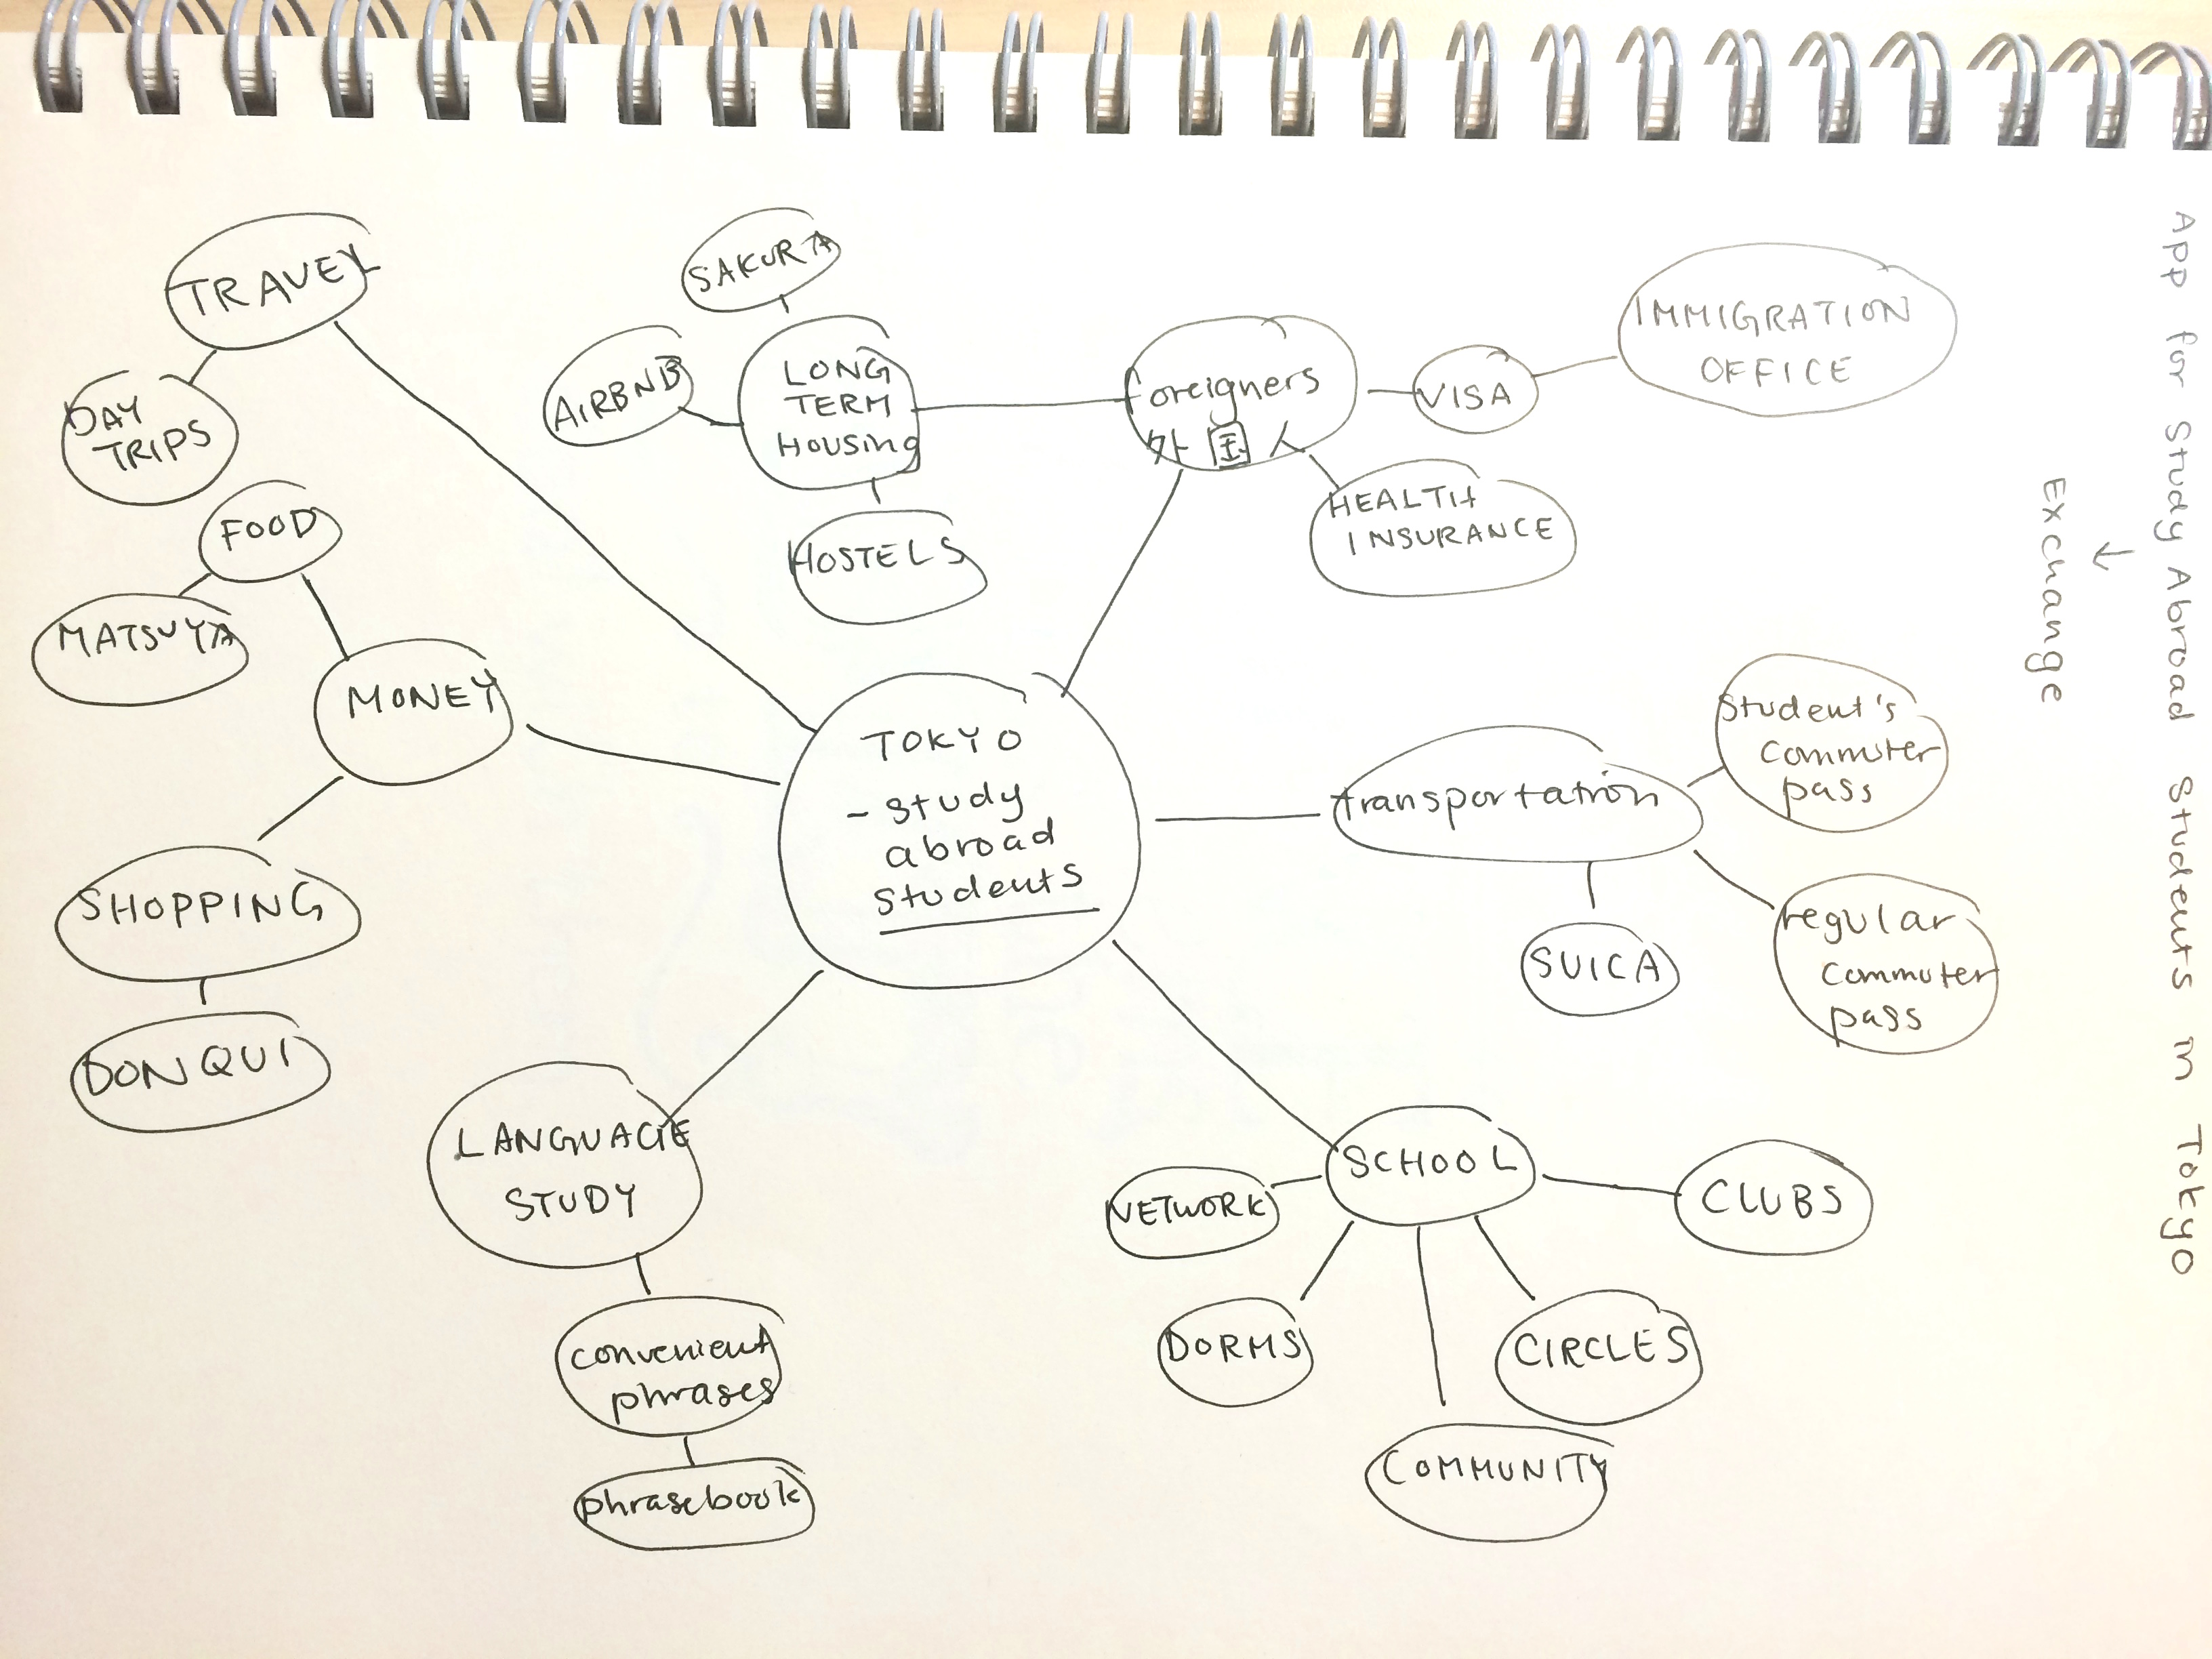 TRAVEL
DAY
TRIPS
FOOD
MATSUYA
MONEY
SHOPPING
DON QUI
SAKURA
AIRBNB
LONG
TERM
HOUSING
HOSTELS
foreigners
外国人
VISA
IMMIGRATION
OFFICE
HEALTH
INSURANCE
TOKYO
- study
abroad
students
transportation
student's
commuter
pass
SUICA
regular
commuter
pass
LANGUAGE
STUDY
convenient
phrases
phrasebook
SCHOOL
NETWORK
DORMS
COMMUNITY
CIRCLES
CLUBS
App for Study Abroad Students in Tokyo
↓
Exchange